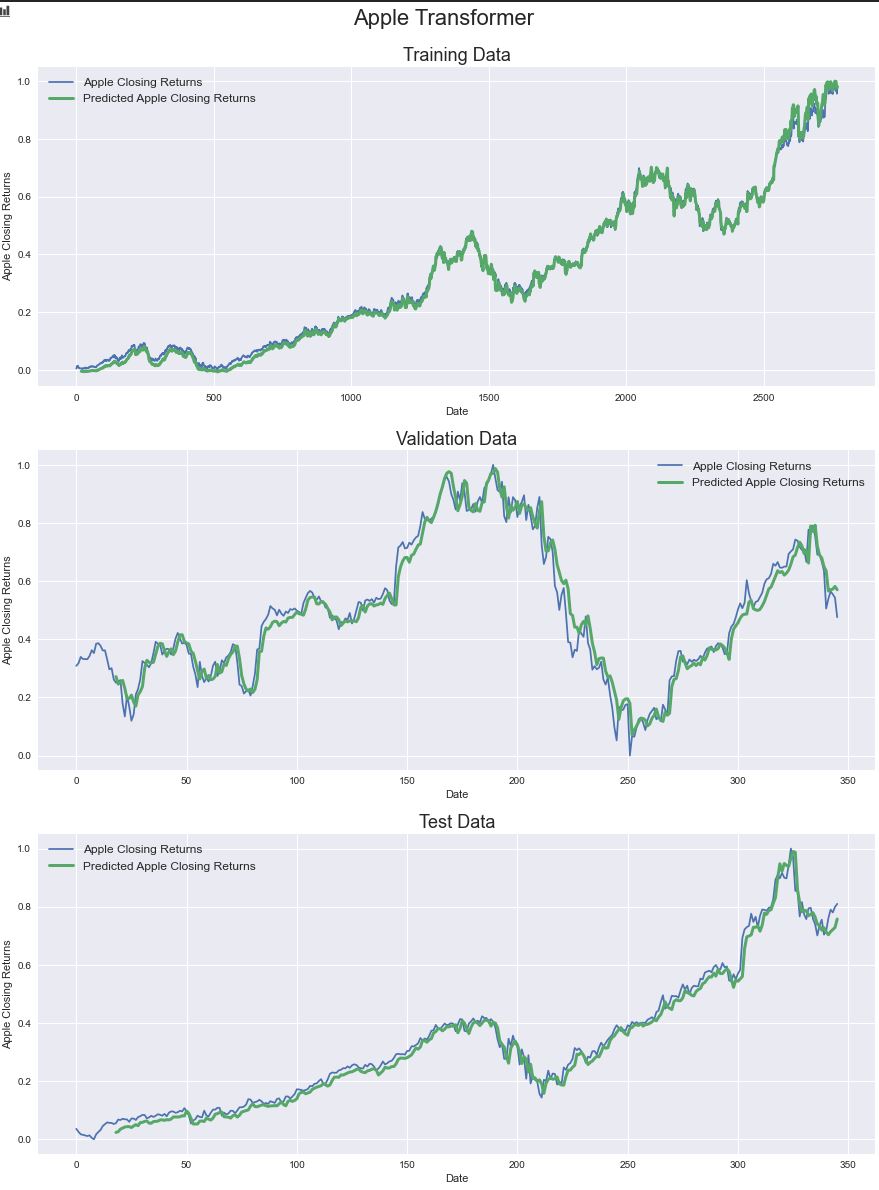 Apple Transformer
Training Data
Apple Closing Returns
Predicted Apple Closing Returns
Apple Closing Returns
1.0
0.8
0.6
0.4
0.2
0.0
0 500 1000 1500 2000 2500
Date
Validation Data
Apple Closing Returns
Predicted Apple Closing Returns
Apple Closing Returns
1.0
0.8
0.6
0.4
0.2
0.0
0 50 100 150 200 250 300 350
Date
Test Data
Apple Closing Returns
Predicted Apple Closing Returns
Apple Closing Returns
1.0
0.8
0.6
0.4
0.2
0.0
0 50 100 150 200 250 300 350
Date